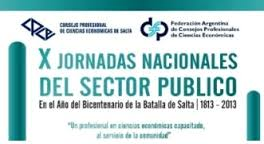 CONSEJO PROFESIONAL
DE CIENCIAS ECONÓMICAS DE SALTA
Federación Argentina
de Consejos Profesionales
de Ciencias Económicas
X JORNADAS NACIONALES
DEL SECTOR PUBLICO
En el Año del Bicentenario de la Batalla de Salta | 1813 - 2013
"Un profesional en ciencias económicas capacitado,
al servicio de la comunidad"